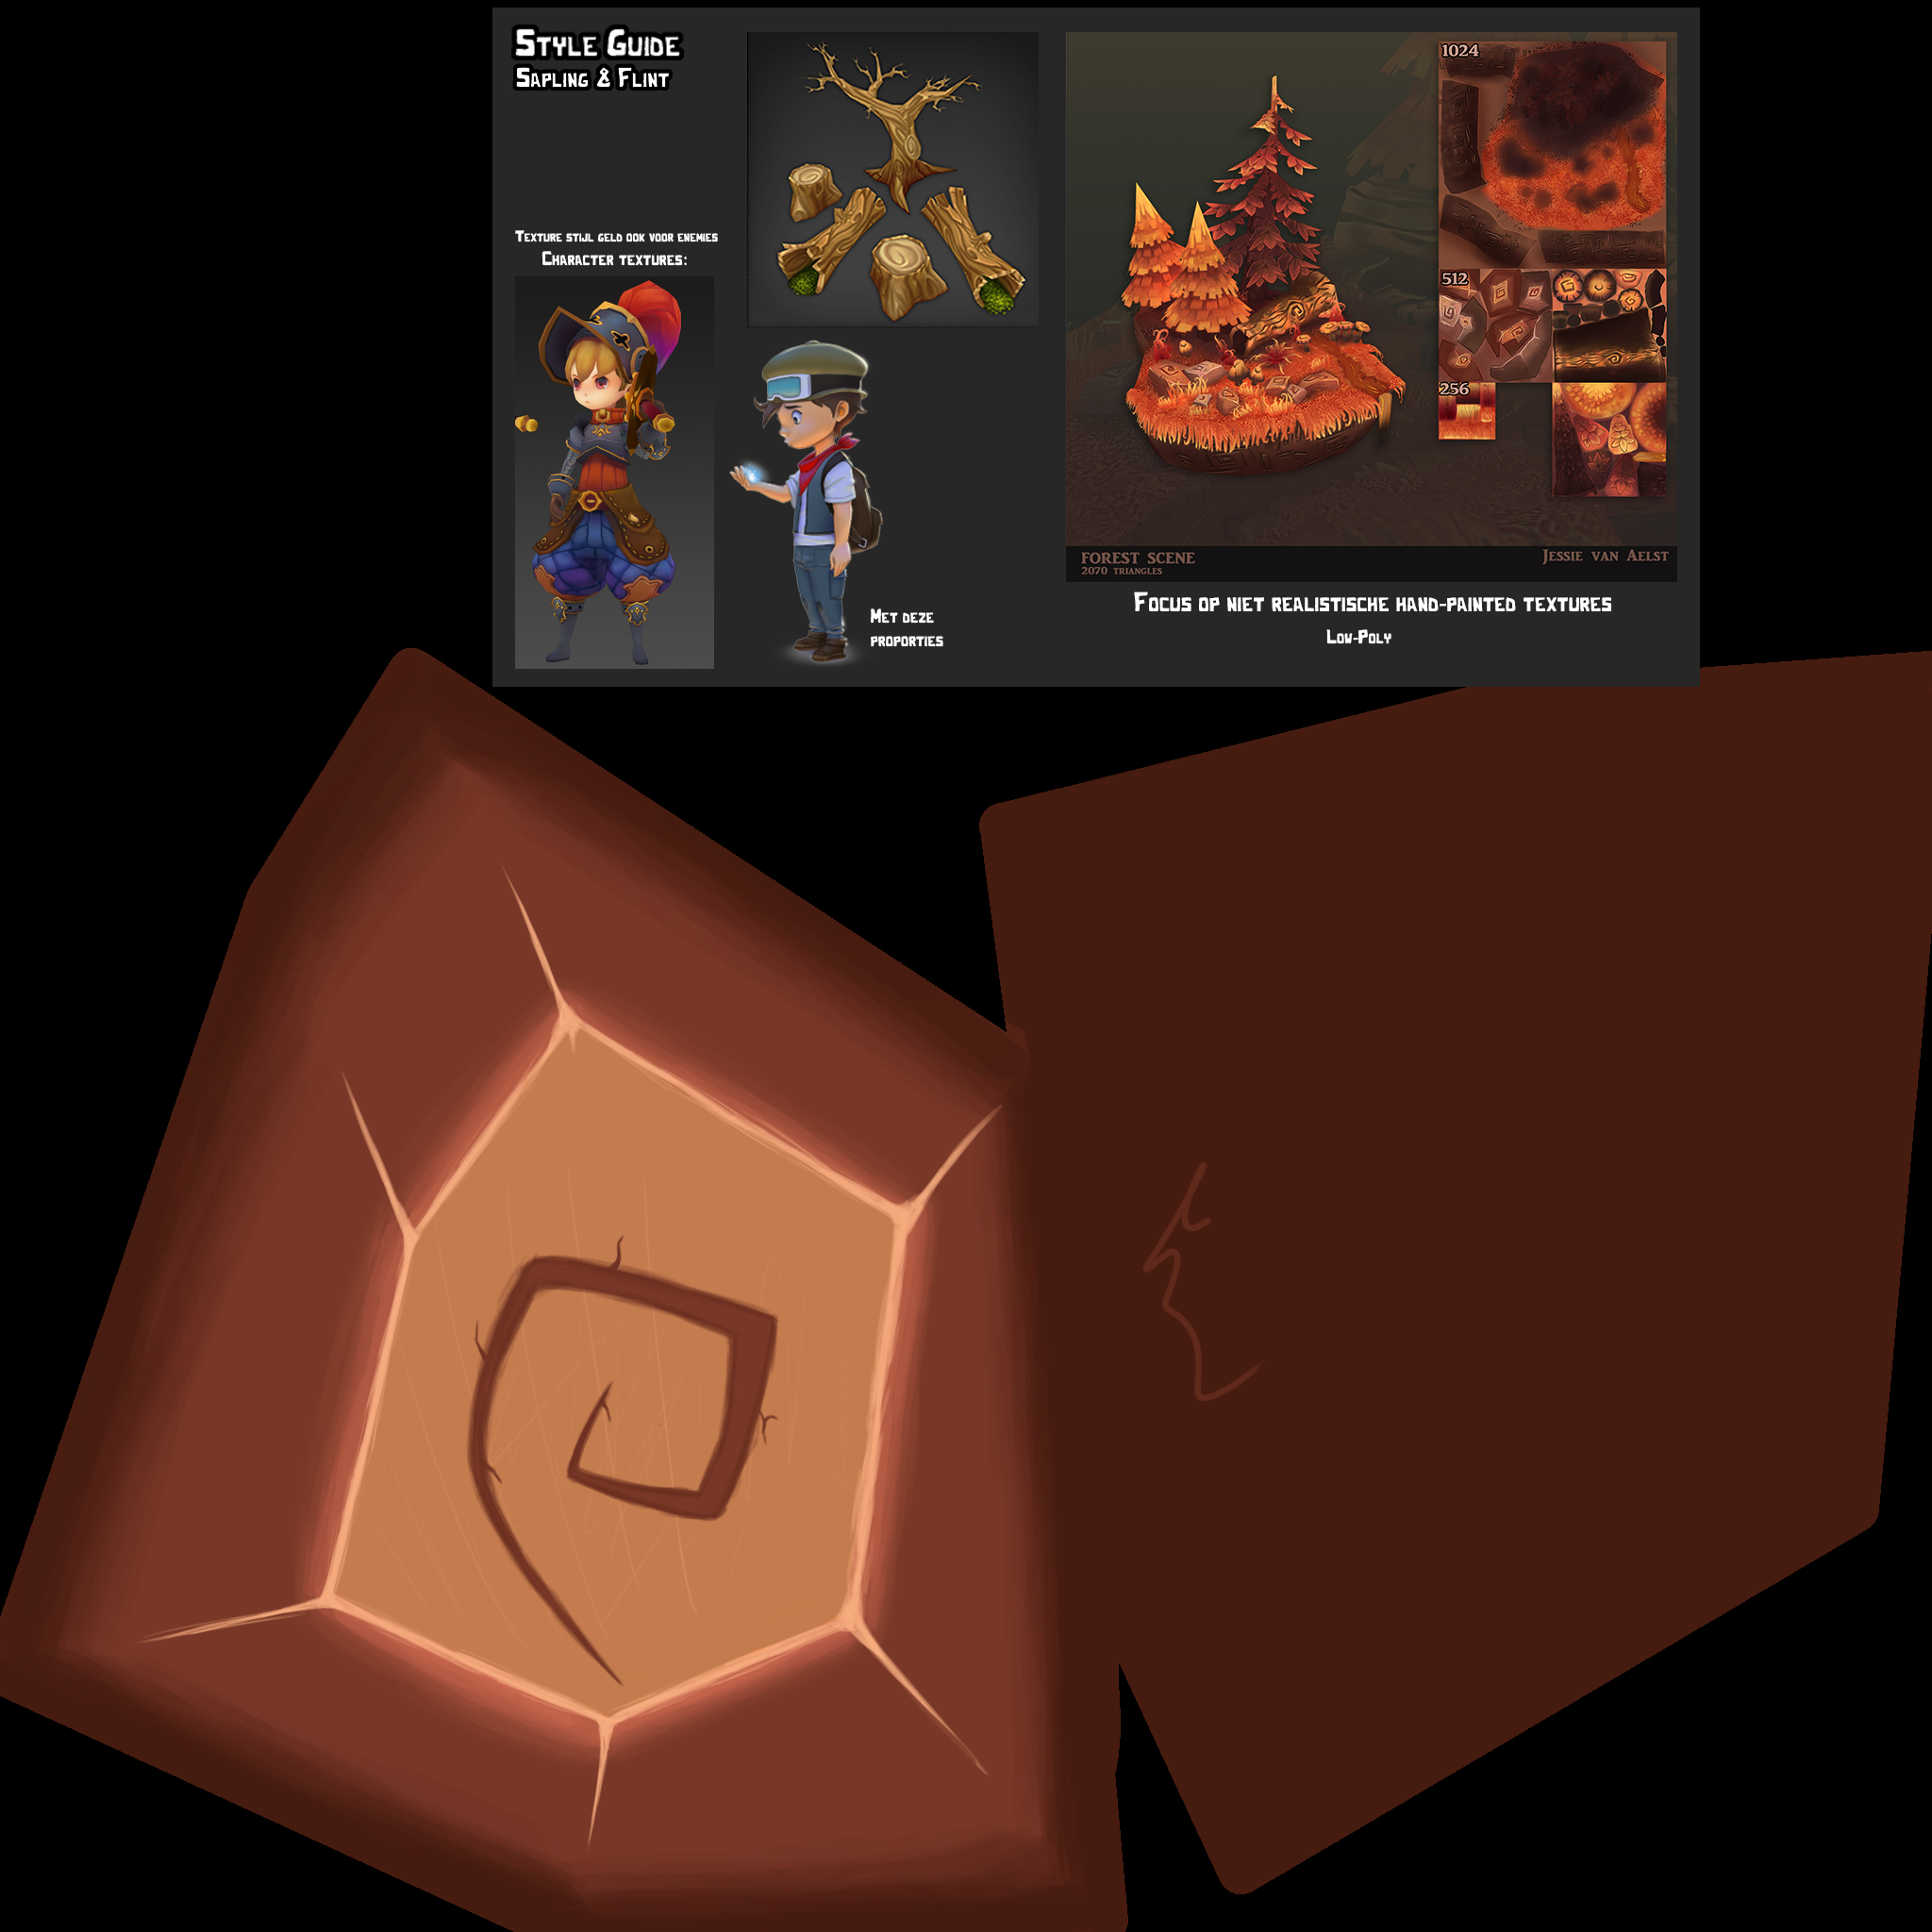 Style Guide
Sapling & Flint
Texture stijl geld ook voor enemies
Character textures:
Met deze
proporties
1024
512
256
Forest Scene
2070 triangles
Jessie van Aelst
Focus op niet realistische hand-painted textures
Low-Poly